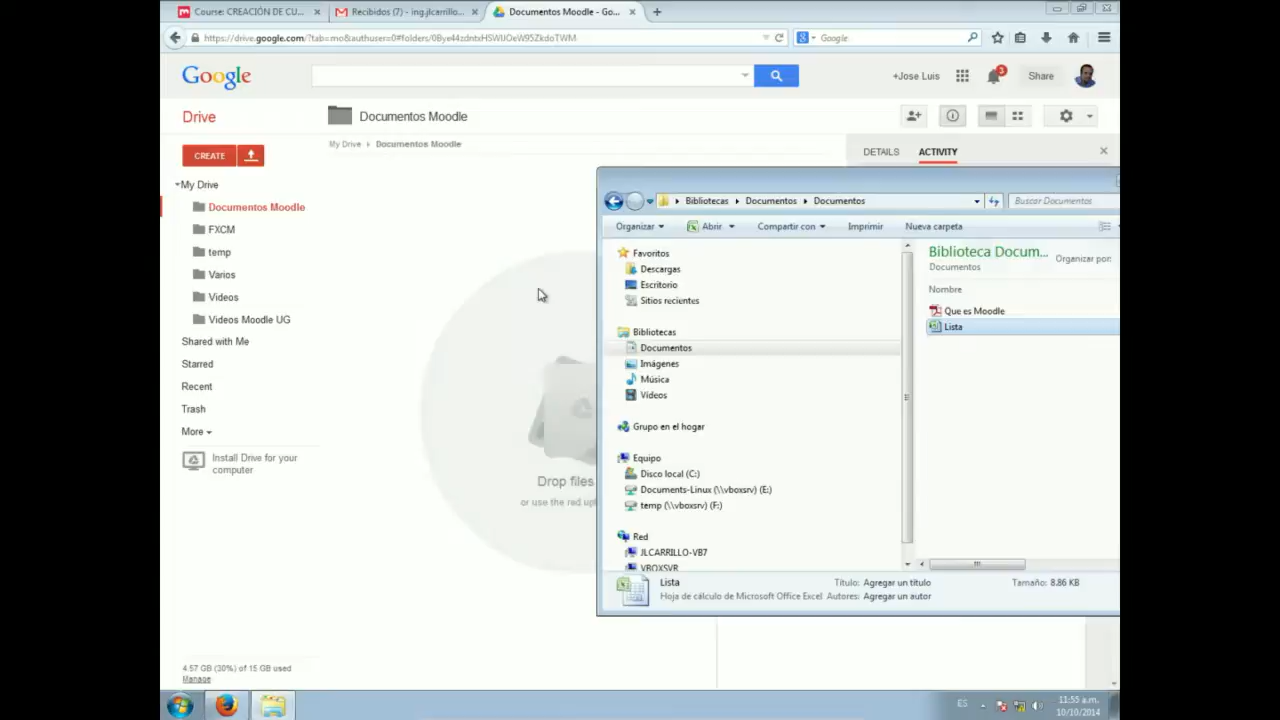 Course: CREACIÓN DE CU...
Recibidos (7) - ing.jlcarrillo...
Documentos Moodle - Go...
https://drive.google.com/?tab=mo&authuser=0#folders/0Bye44zdntxHSWUOeW95ZkdoTWM
Google
Google
+Jose Luis
3
Share
Drive
Documentos Moodle
My Drive
Documentos Moodle
DETAILS
ACTIVITY
CREATE
My Drive
Documentos Moodle
FXCM
temp
Varios
Videos
Videos Moodle UG
Shared with Me
Starred
Recent
Trash
More
Install Drive for your
computer
Drop files
or use the red up
4.57 GB (30%) of 15 GB used
Manage
Bibliotecas
Documentos
Documentos
Buscar Documentos
Organizar
Abrir
Compartir con
Imprimir
Nueva carpeta
Favoritos
Descargas
Escritorio
Sitios recientes
Bibliotecas
Documentos
Imágenes
Música
Vídeos
Grupo en el hogar
Equipo
Disco local (C:)
Documents-Linux (\\vboxsrv) (E:)
temp (\\vboxsrv) (F:)
Red
JLCARRILLO-VB7
VBOXSVR
Biblioteca Docum...
Documentos
Organizar por:
Nombre
Que es Moodle
Lista
Lista
Título: Agregar un título
Tamaño: 8.86 KB
Hoja de cálculo de Microsoft Office Excel
Autores: Agregar un autor
ES
11:55 a.m.
10/10/2014